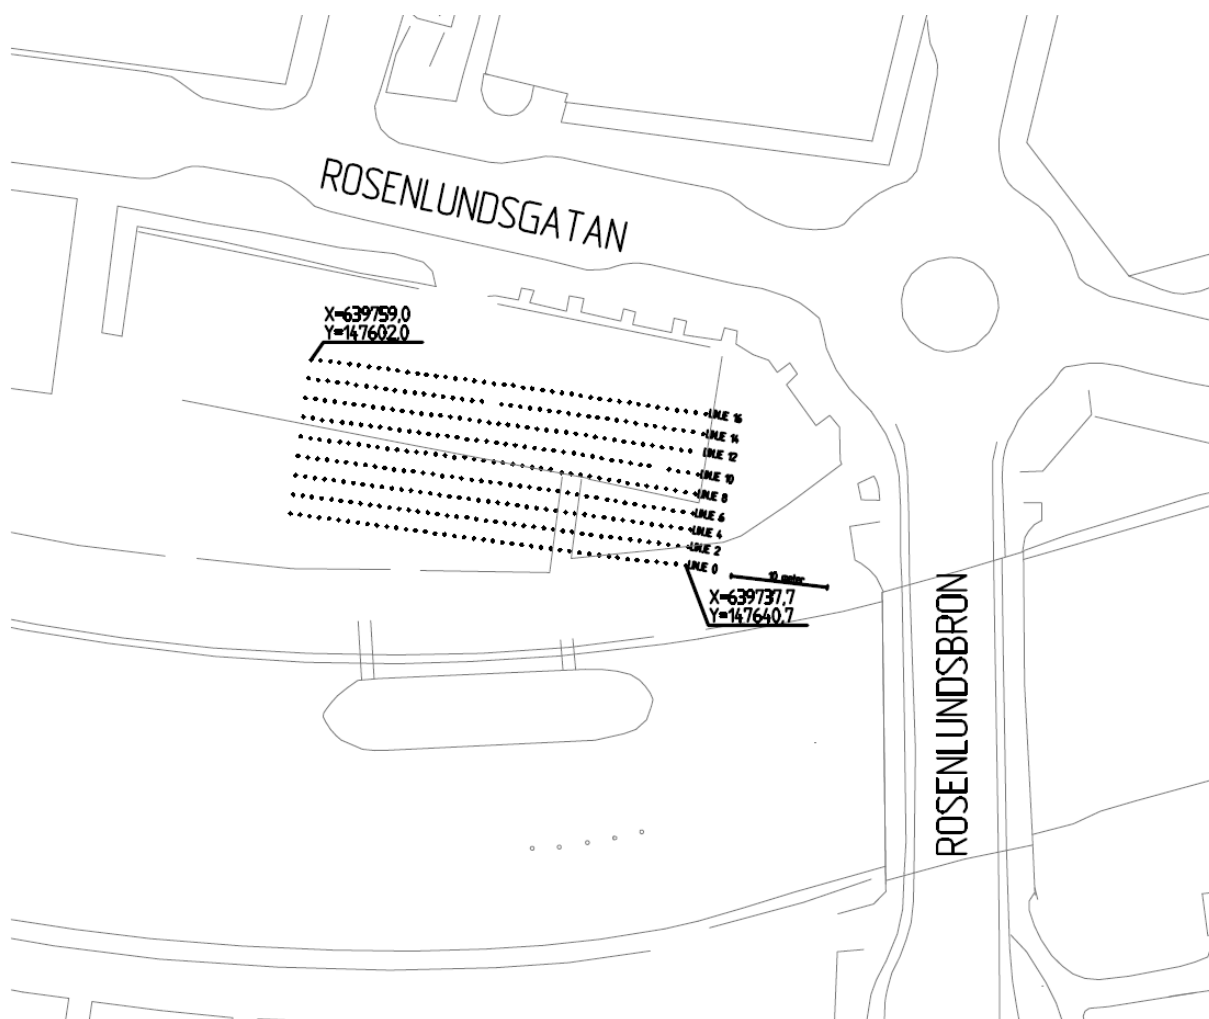 ROSENLUNDSGATAN
X=639759,0
Y=147602,0
LINJE 16
LINJE 14
LINJE 12
LINJE 10
LINJE 8
LINJE 6
LINJE 4
LINJE 2
LINJE 0
10 meter
X=639737,7
Y=147640,7
ROSENLUNDSBRON